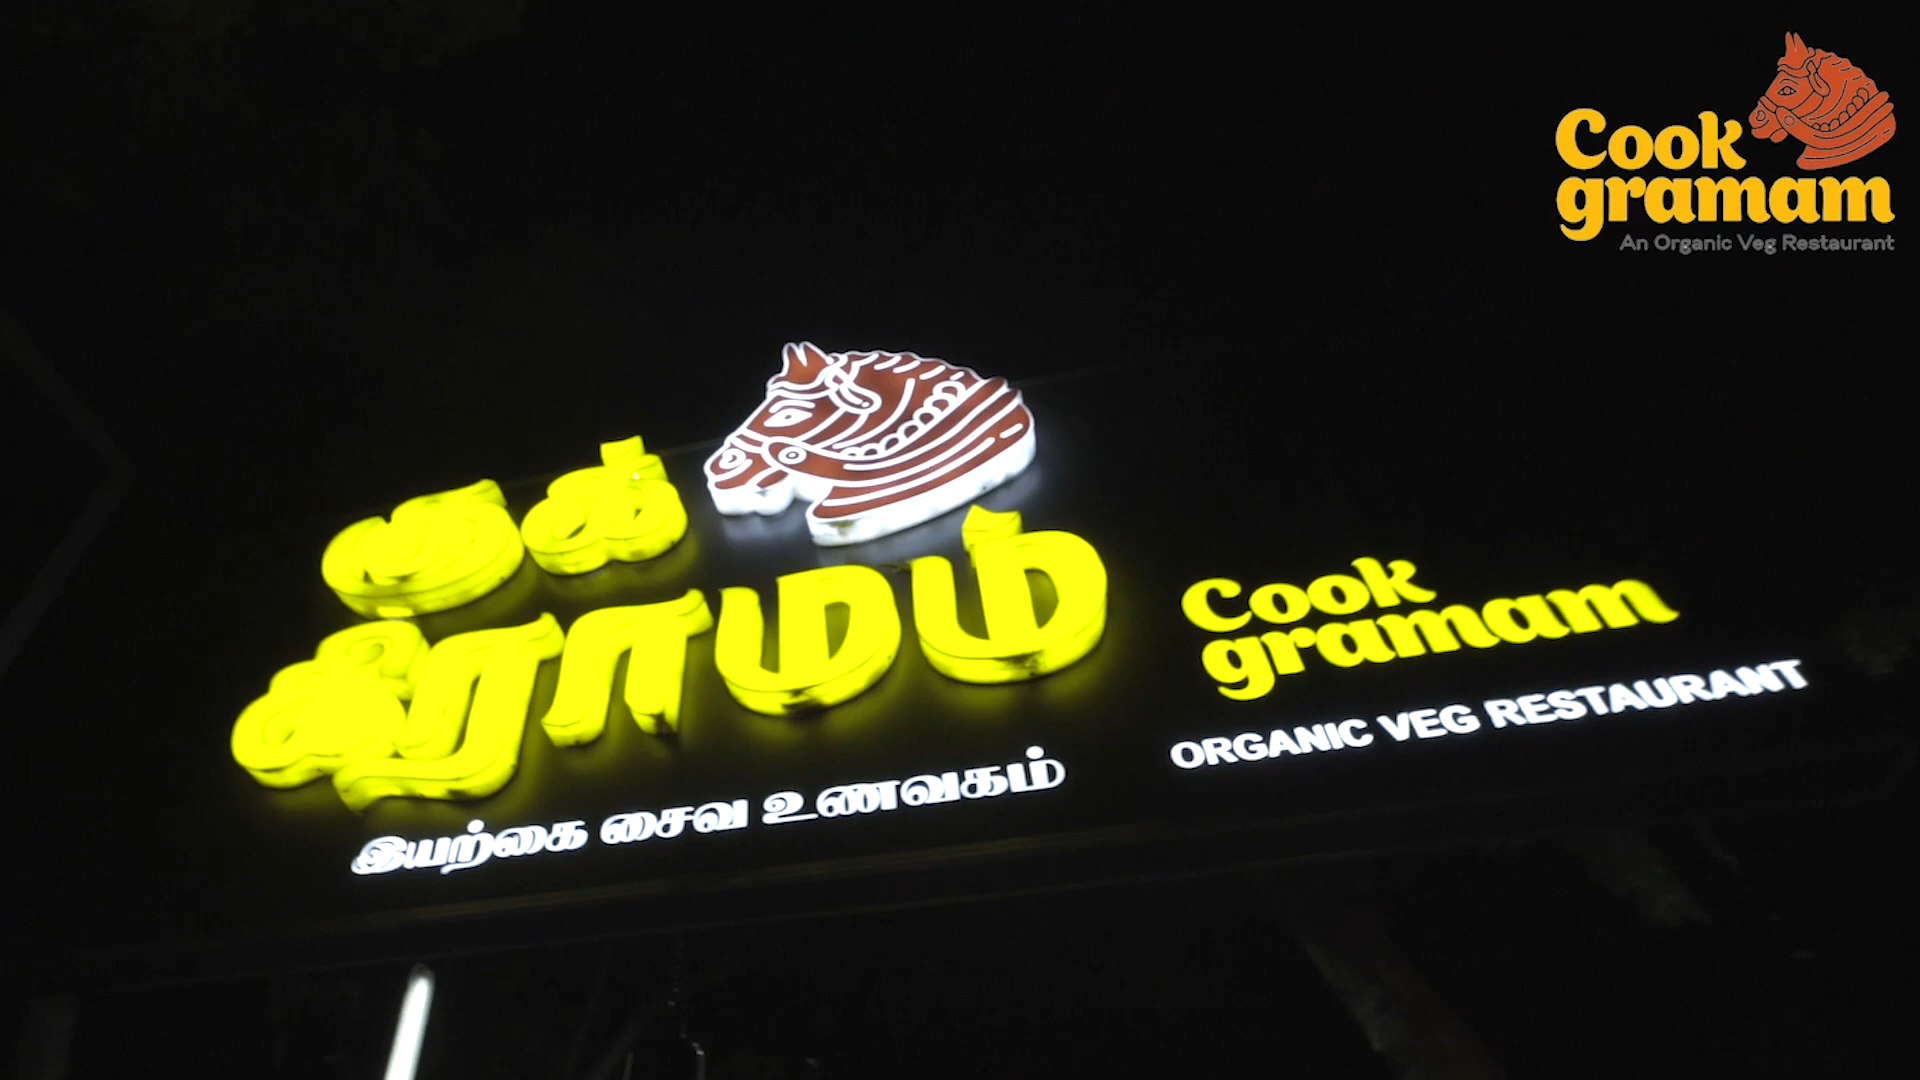 Cook
gramam
An Organic Veg Restaurant
குக்
கிராமம்
இயற்கை சைவ உணவகம்
Cook
gramam
ORGANIC VEG RESTAURANT